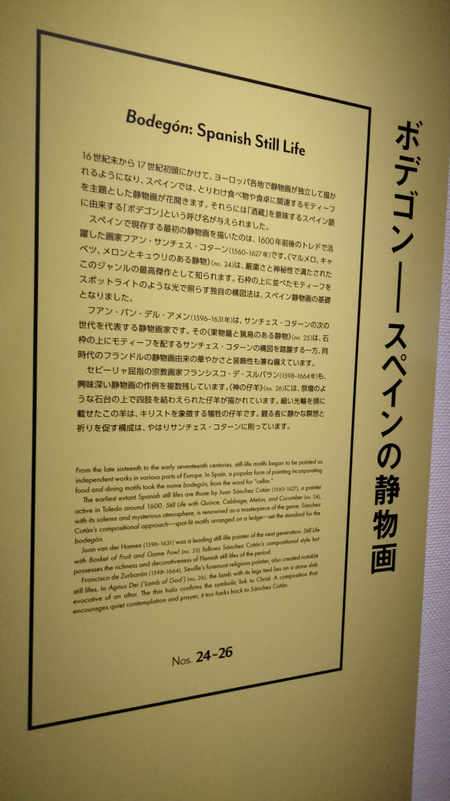 ボデゴン——スペインの静物画
Bodegón: Spanish Still Life
16世紀末から17世紀初頭にかけて、ヨーロッパ各地で静物画が独立して描か
れるようになり、スペインでは、とりわけ食べ物や食卓に関連するモティーフ
を主題とした静物画が花開きます。それらには「酒蔵」を意味するスペイン語
に由来する「ボデゴン」という呼び名が与えられました。
スペインで現存する最初の静物画を描いたのは、1600年前後のトレドで活
躍した画家フアン・サンチェス・コターン(1560–1627年)です。《マルメロ、キャ
ベツ、メロンとキュウリのある静物》(no. 24)は、厳粛さと神秘性で満たされた
このジャンルの最高傑作として知られます。石枠の上に並べたモティーフを
スポットライトのような光で照らす独自の構図法は、スペイン静物画の基礎
となりました。
フアン・バン・デル・アメン(1596–1631年)は、サンチェス・コターンの次の
世代を代表する静物画家です。その《果物籠と猟鳥のある静物》(no. 25)は、石
枠の上にモティーフを配するサンチェス・コターンの構図を踏襲する一方、同
時代のフランドルの静物画由来の華やかさと装飾性も兼ね備えています。
セビーリャ屈指の宗教画家フランシスコ・デ・スルバラン(1598–1664年)も、
興味深い静物画の作例を複数残しています。《神の仔羊》(no. 26)には、祭壇のよ
うな石台の上で四肢を結わえられた仔羊が描かれています。細い光輪を頭に
載せたこの羊は、キリストを象徴する犠牲の仔羊です。観る者に静かな瞑想と
祈りを促す構成は、やはりサンチェス・コターンに則っています。
From the late sixteenth to the early seventeenth centuries, still-life motifs began to be painted as
independent works in various parts of Europe. In Spain, a popular form of painting incorporating
food and dining motifs took the name bodegón, from the word for “cellar.”
The earliest extant Spanish still lifes are those by Juan Sánchez Cotán (1560–1627), a painter
active in Toledo around 1600. Still Life with Quince, Cabbage, Melon, and Cucumber (no. 24),
with its solemn and mysterious atmosphere, is renowned as a masterpiece of the genre. Sánchez
Cotán's compositional approach—spot-lit motifs arranged on a ledge—set the standard for the
bodegón.
Juan van der Hamen (1596–1631) was a leading still-life painter of the next generation. Still Life
with Basket of Fruit and Game Fowl (no. 25) follows Sánchez Cotán's compositional style but
possesses the richness and decorativeness of Flemish still lifes of the period.
Francisco de Zurbarán (1598–1664), Seville's foremost religious painter, also created notable
still lifes. In Agnus Dei (“Lamb of God”) (no. 26), the lamb with its legs tied lies on a stone slab
evocative of an altar. The thin halo confirms the symbolic link to Christ. A composition that
encourages quiet contemplation and prayer, it too harks back to Sánchez Cotán.
Nos. 24~26